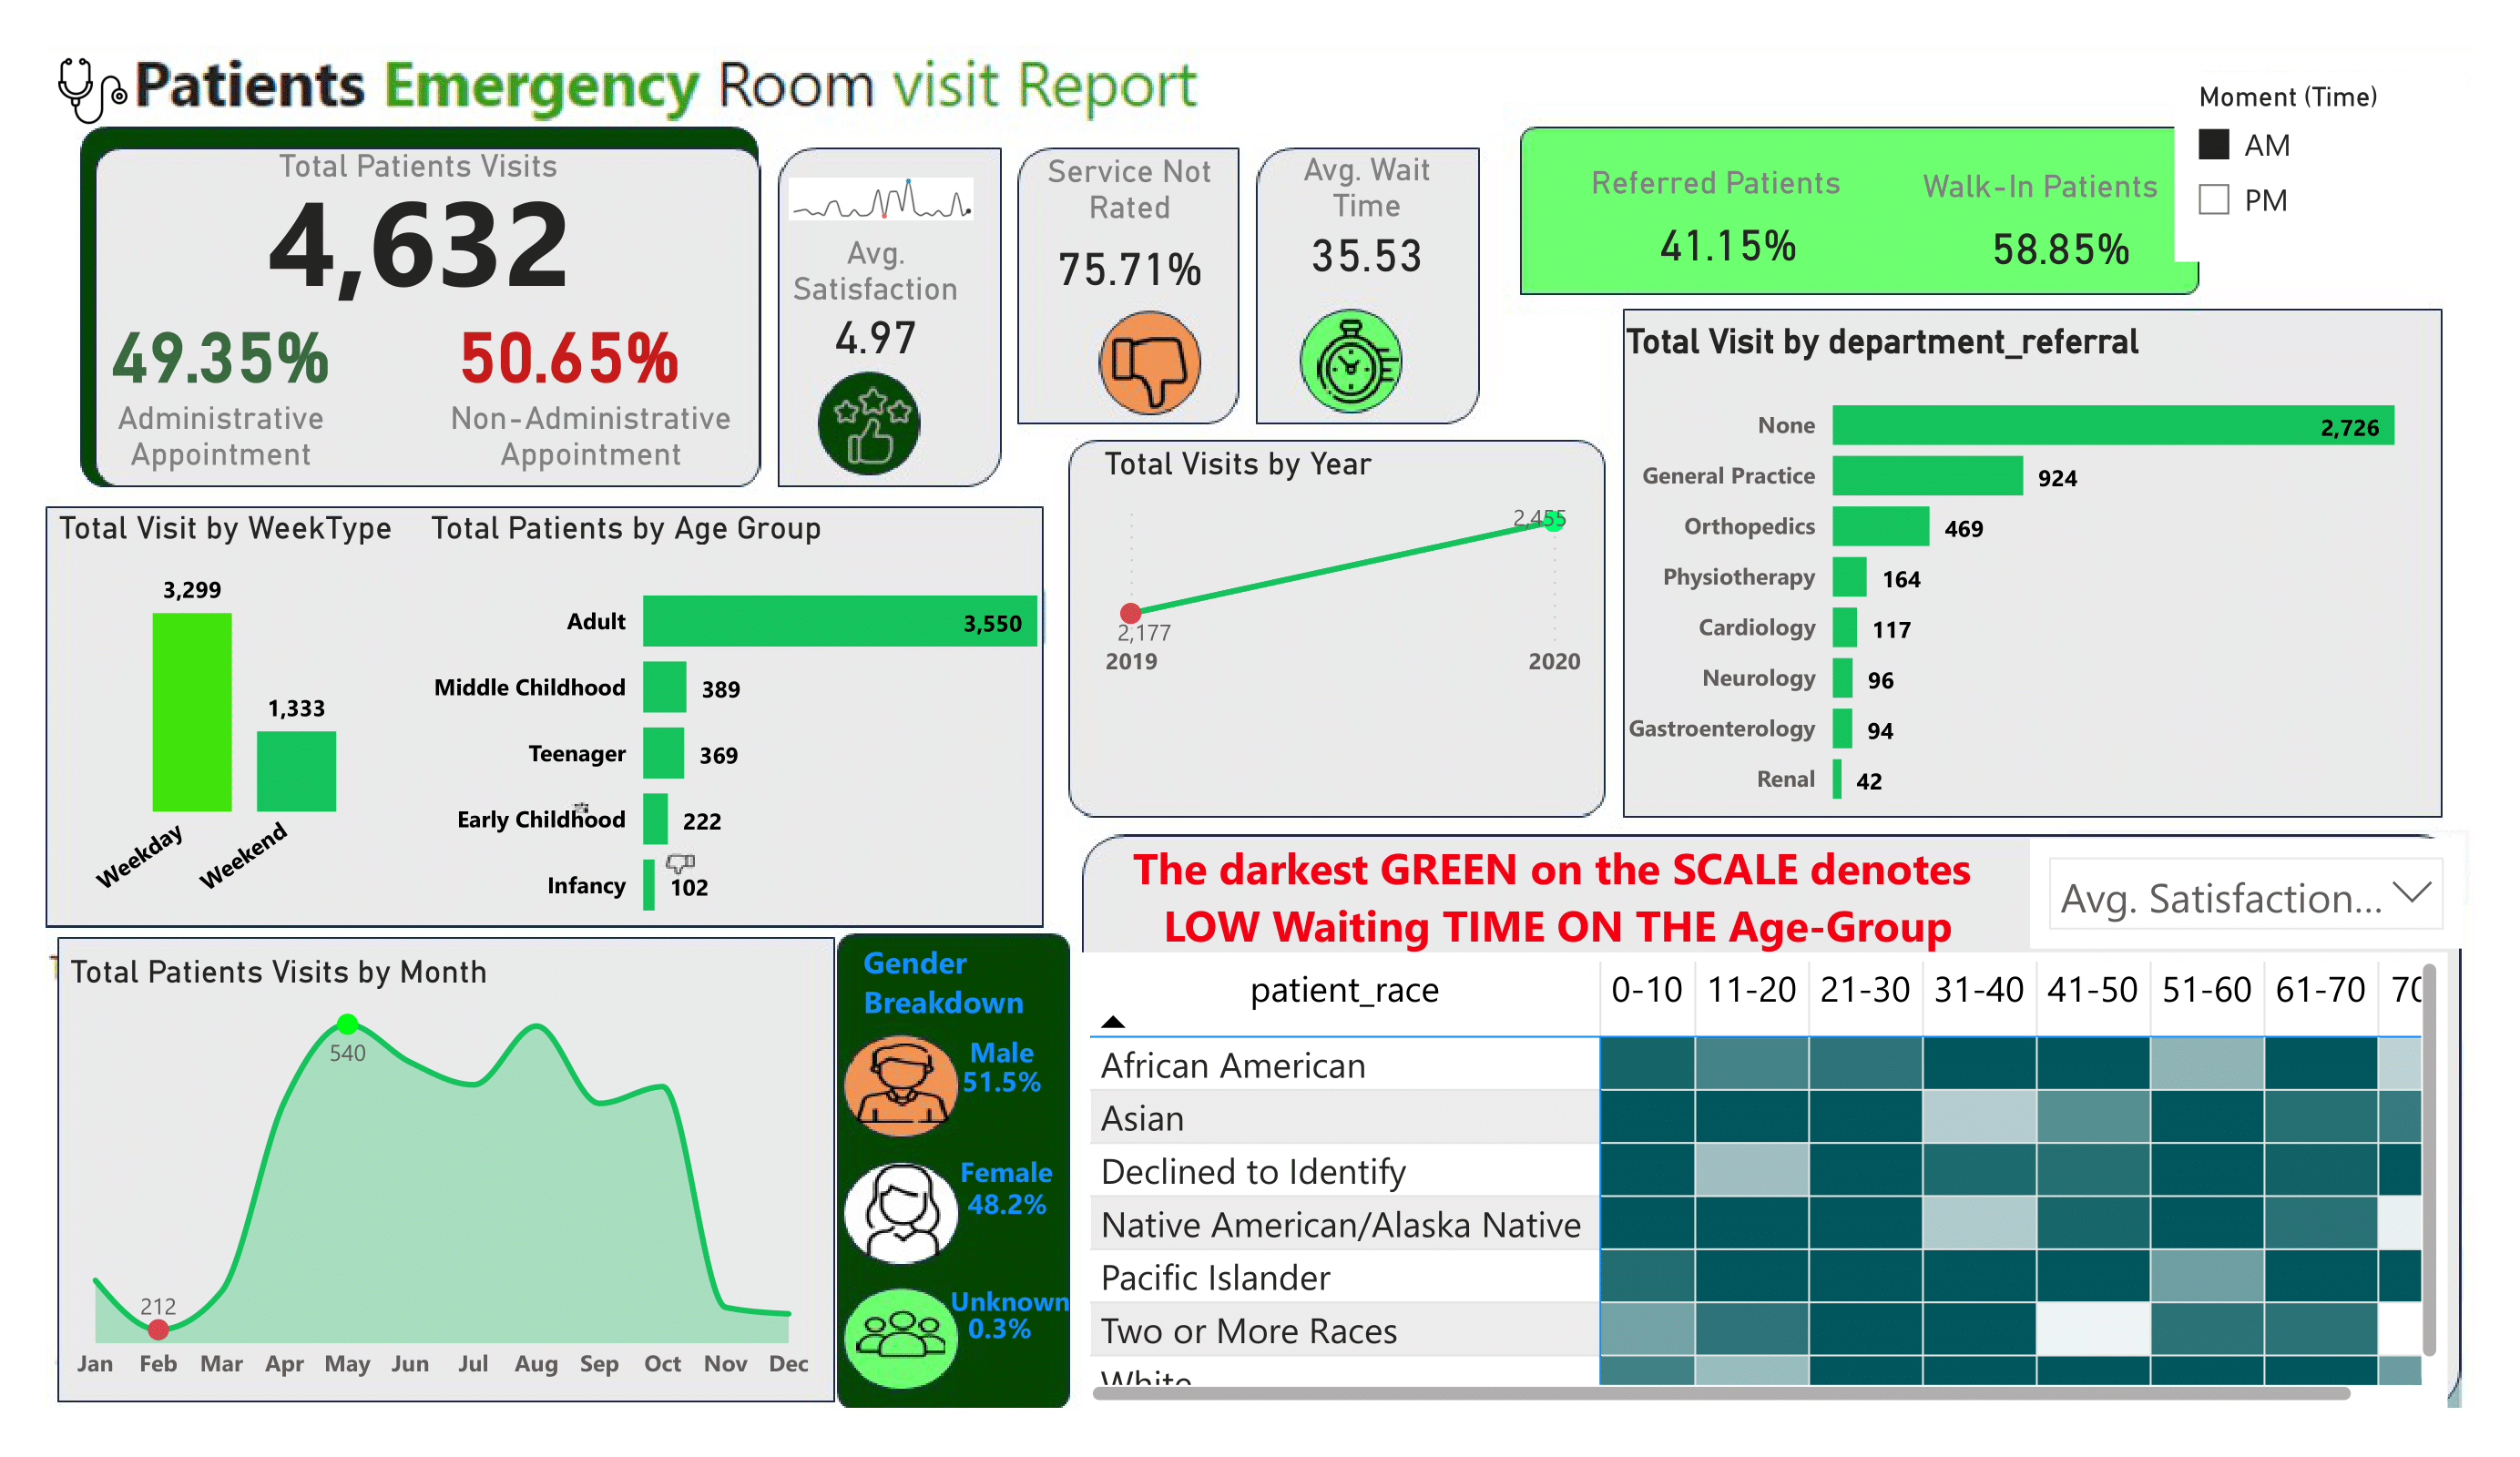 Patients Emergency Room visit Report
Moment (Time)
AM
PM
Total Patients Visits
4,632
49.35%
50.65%
Administrative
Appointment
Non-Administrative
Appointment
Avg.
Satisfaction
4.97
Service Not
Rated
75.71%
Avg. Wait
Time
35.53
Referred Patients
41.15%
Walk-In Patients
58.85%
Total Visit by department_referral
None
2,726
General Practice
924
Orthopedics
469
Physiotherapy
164
Cardiology
117
Neurology
96
Gastroenterology
94
Renal
42
Total Visits by Year
2,455
2,177
2019
2020
Total Visit by WeekType
3,299
1,333
Weekday
Weekend
Total Patients by Age Group
Adult
3,550
Middle Childhood
389
Teenager
369
Early Childhood
222
Infancy
102
Total Patients Visits by Month
540
212
Jan Feb Mar Apr May Jun Jul Aug Sep Oct Nov Dec
Gender
Breakdown
Male
51.5%
Female
48.2%
Unknown
0.3%
The darkest GREEN on the SCALE denotes
LOW Waiting TIME ON THE Age-Group
Avg. Satisfaction...
patient_race 0-10 11-20 21-30 31-40 41-50 51-60 61-70
African American
Asian
Declined to Identify
Native American/Alaska Native
Pacific Islander
Two or More Races
White